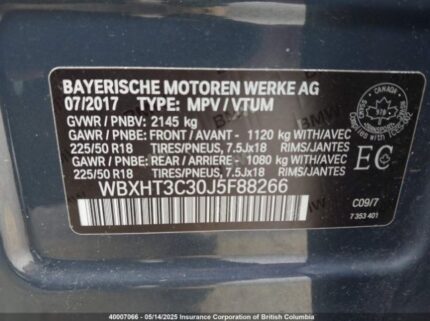 BAYERISCHE MOTOREN WERKE AG
07/2017 TYPE: MPV / VTUM
GVWR / PNBV: 2145 kg
GAWR / PNBE: FRONT / AVANT - 1120 kg WITH/AVEC
225/50 R18 TIRES/PNEUS, 7.5Jx18 RIMS/JANTES
GAWR / PNBE: REAR / ARRIERE - 1080 kg WITH/AVEC
225/50 R18 TIRES/PNEUS, 7.5Jx18 RIMS/JANTES
WBXHT3C30J5F88266
CANADA
EC
C09/7
7 353 401
40007066 - 05/14/2025 - Insurance Corporation of British Columbia